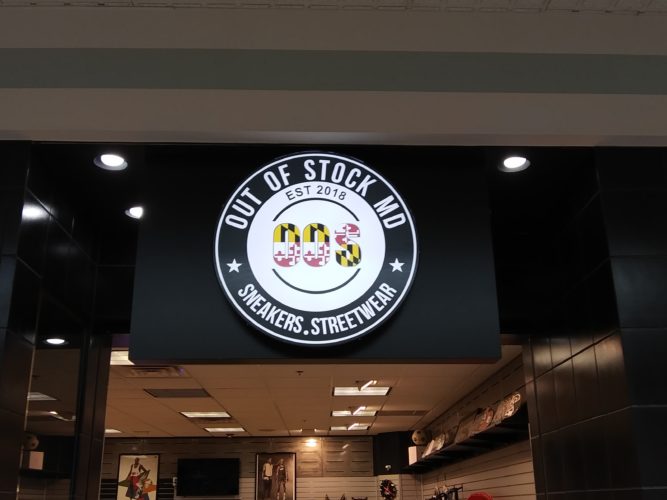 OUT OF STOCK MD
EST 2018
OOS
SNEAKERS.STREETWEAR